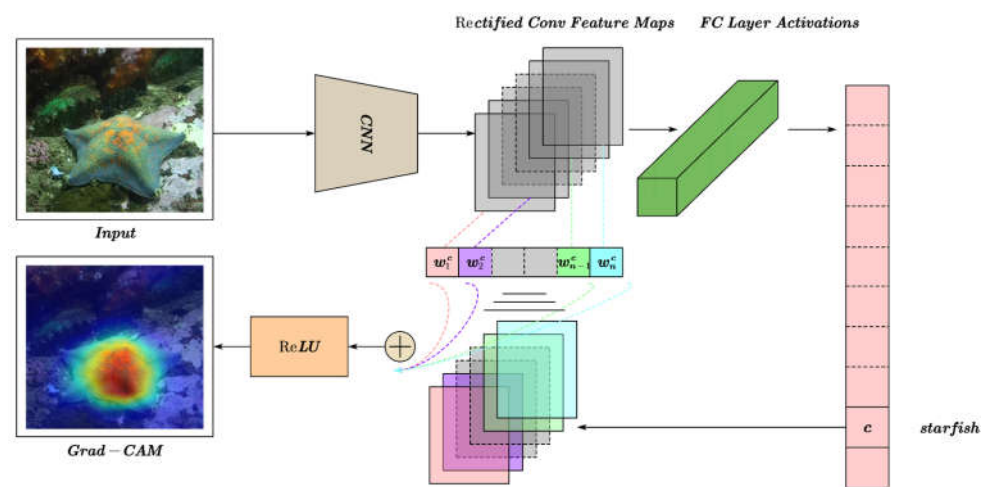 Rectified Conv Feature Maps
FC Layer Activations
CNN
Input
w₁ᶜ w₂ᶜ wₙ₋₁ᶜ wₙᶜ
ReLU
c
starfish
Grad-CAM